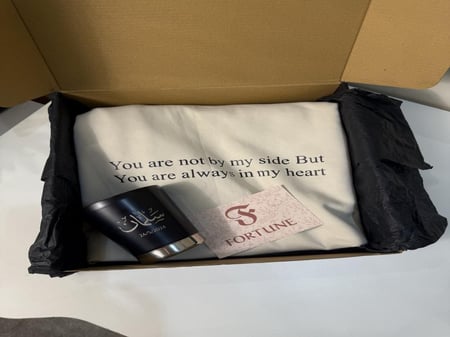 You are not by my side But
You are always in my heart
F
FORTUNE